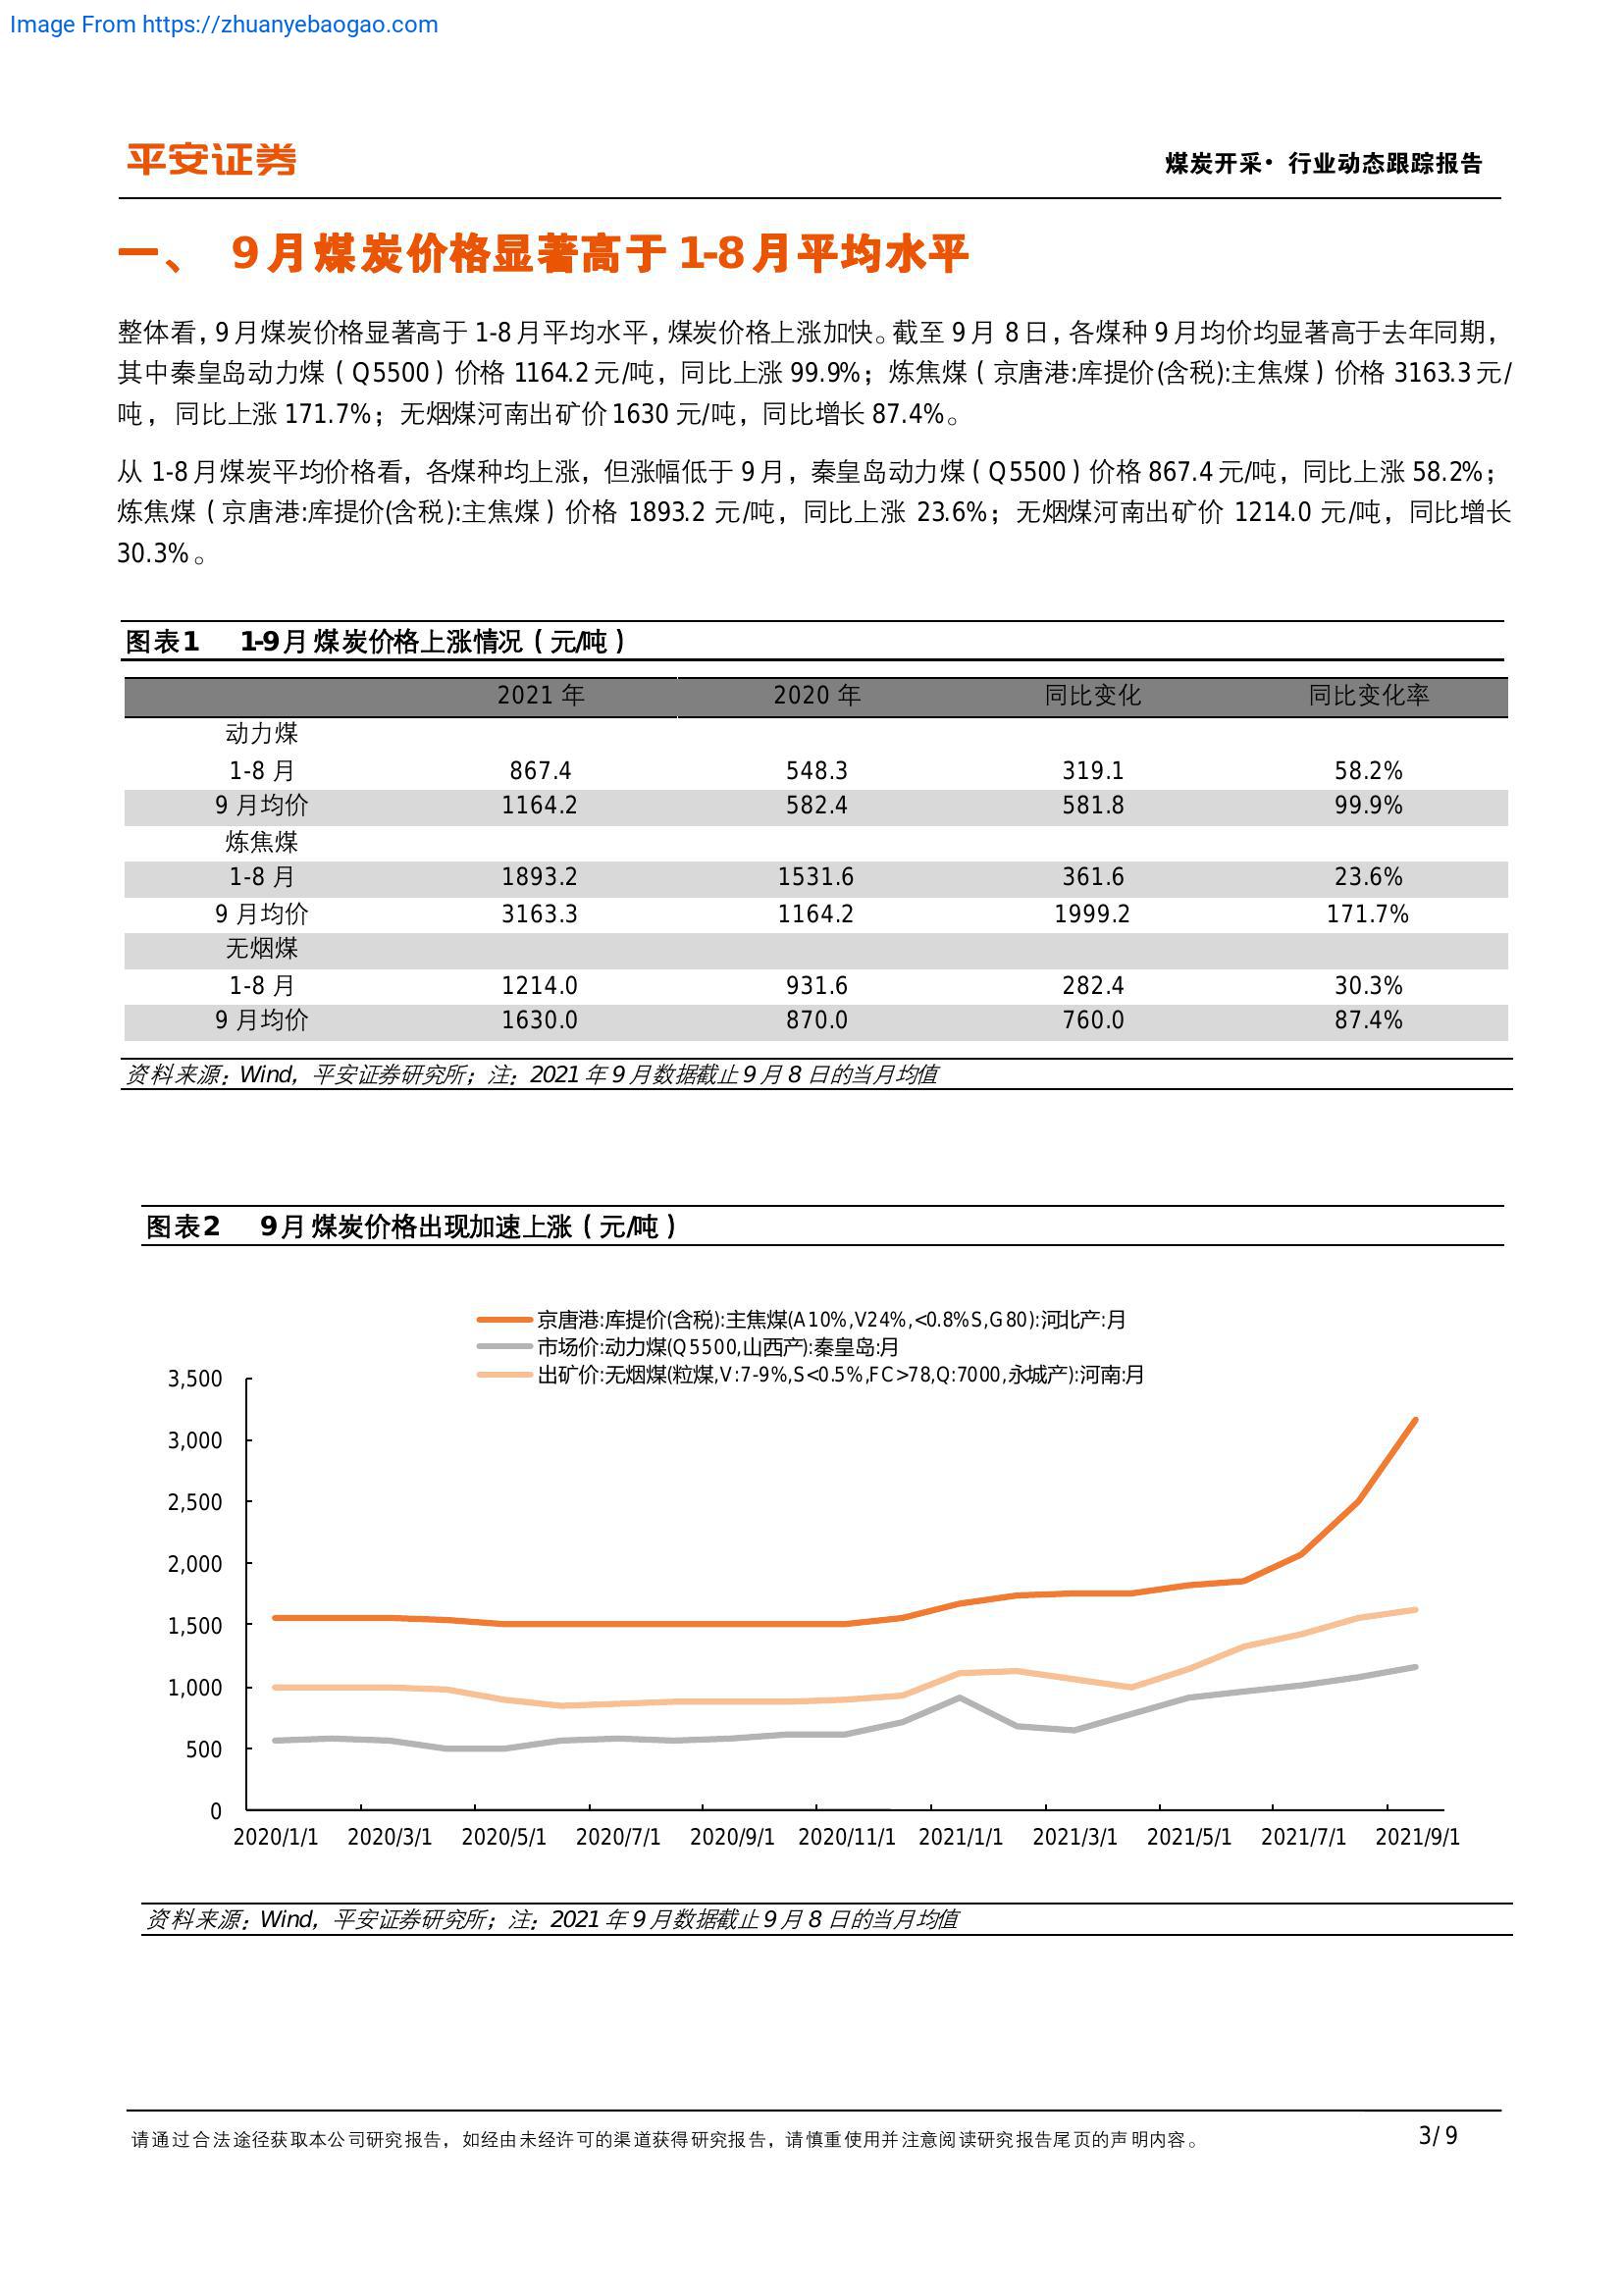 Image From https://zhuanyebaogao.com
平安证券
煤炭开采·行业动态跟踪报告
一、 9月煤炭价格显著高于1-8月平均水平
整体看，9月煤炭价格显著高于1-8月平均水平，煤炭价格上涨加快。截至9月8日，各煤种9月均价均显著高于去年同期，
其中秦皇岛动力煤（Q5500）价格1164.2元/吨，同比上涨99.9%；炼焦煤（京唐港:库提价(含税):主焦煤）价格3163.3元/
吨，同比上涨171.7%；无烟煤河南出矿价1630元/吨，同比增长87.4%。
从1-8月煤炭平均价格看，各煤种均上涨，但涨幅低于9月，秦皇岛动力煤（Q5500）价格867.4元/吨，同比上涨58.2%；
炼焦煤（京唐港:库提价(含税):主焦煤）价格1893.2元/吨，同比上涨23.6%；无烟煤河南出矿价1214.0元/吨，同比增长
30.3%。
图表1 1-9月煤炭价格上涨情况（元/吨）
2021年 2020年 同比变化 同比变化率
动力煤
1-8月 867.4 548.3 319.1 58.2%
9月均价 1164.2 582.4 581.8 99.9%
炼焦煤
1-8月 1893.2 1531.6 361.6 23.6%
9月均价 3163.3 1164.2 1999.2 171.7%
无烟煤
1-8月 1214.0 931.6 282.4 30.3%
9月均价 1630.0 870.0 760.0 87.4%
资料来源：Wind，平安证券研究所；注：2021年9月数据截止9月8日的当月均值
图表2 9月煤炭价格出现加速上涨（元/吨）
京唐港:库提价(含税):主焦煤(A10%,V24%,<0.8%S,G80):河北产:月
市场价:动力煤(Q5500,山西产):秦皇岛:月
出矿价:无烟煤(粒煤,V:7-9%,S<0.5%,FC>78,Q:7000,永城产):河南:月
3,500
3,000
2,500
2,000
1,500
1,000
500
0
2020/1/1 2020/3/1 2020/5/1 2020/7/1 2020/9/1 2020/11/1 2021/1/1 2021/3/1 2021/5/1 2021/7/1 2021/9/1
资料来源：Wind，平安证券研究所；注：2021年9月数据截止9月8日的当月均值
请通过合法途径获取本公司研究报告，如经由未经许可的渠道获得研究报告，请慎重使用并注意阅读研究报告尾页的声明内容。
3/9